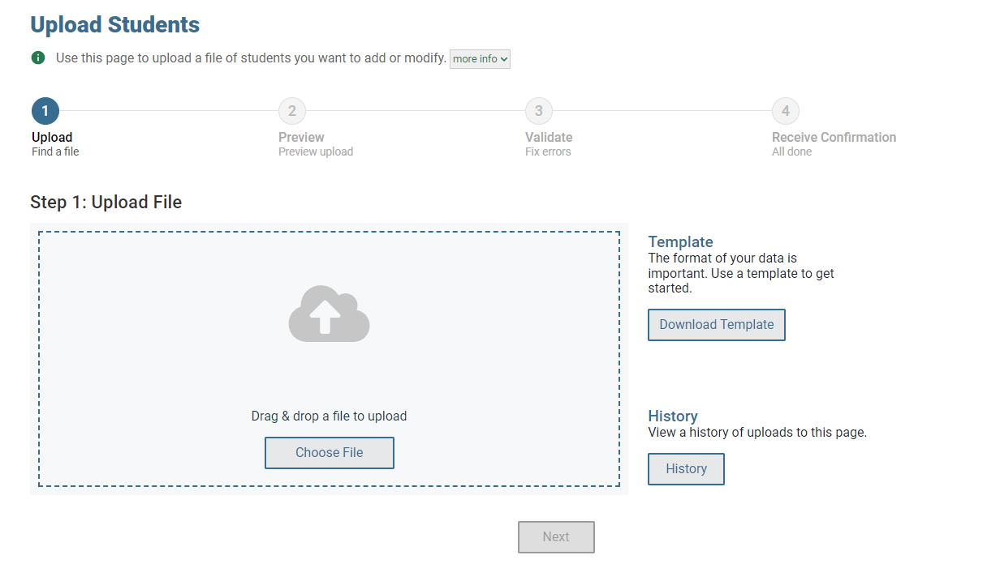 Upload Students
Use this page to upload a file of students you want to add or modify. more info
1
Upload
Find a file
2
Preview
Preview upload
3
Validate
Fix errors
4
Receive Confirmation
All done
Step 1: Upload File
Drag & drop a file to upload
Choose File
Template
The format of your data is
important. Use a template to get
started.
Download Template
History
View a history of uploads to this page.
History
Next